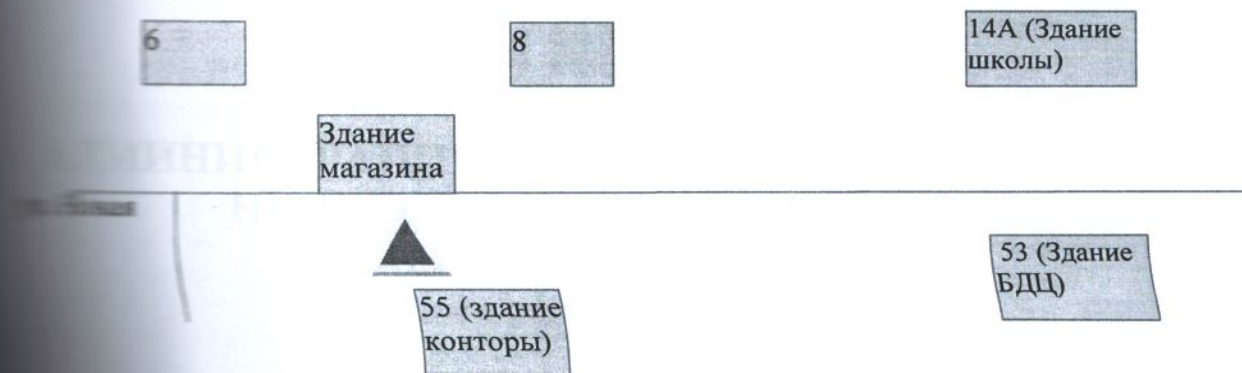 6
8
14А (Здание
школы)
Здание
магазина
53 (Здание
БДЦ)
55 (здание
конторы)